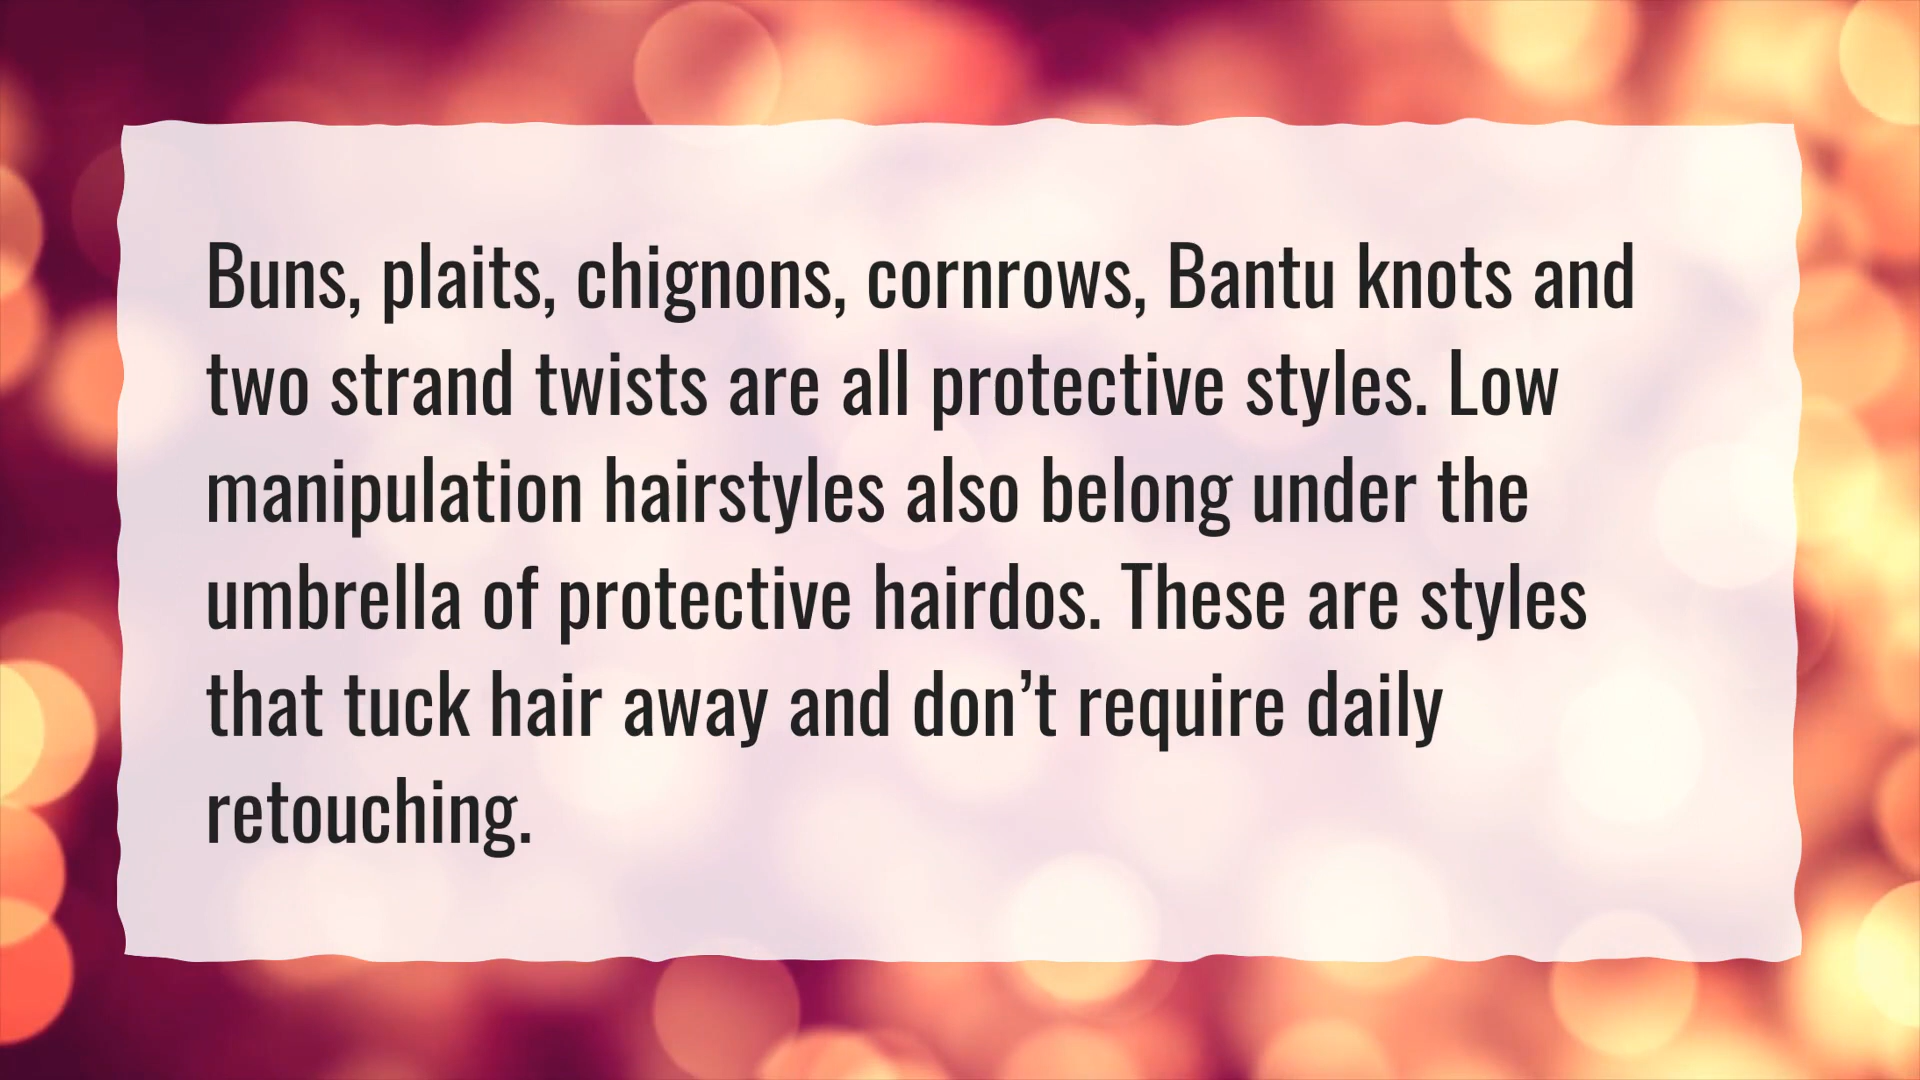 Buns, plaits, chignons, cornrows, Bantu knots and
two strand twists are all protective styles. Low
manipulation hairstyles also belong under the
umbrella of protective hairdos. These are styles
that tuck hair away and don’t require daily
retouching.